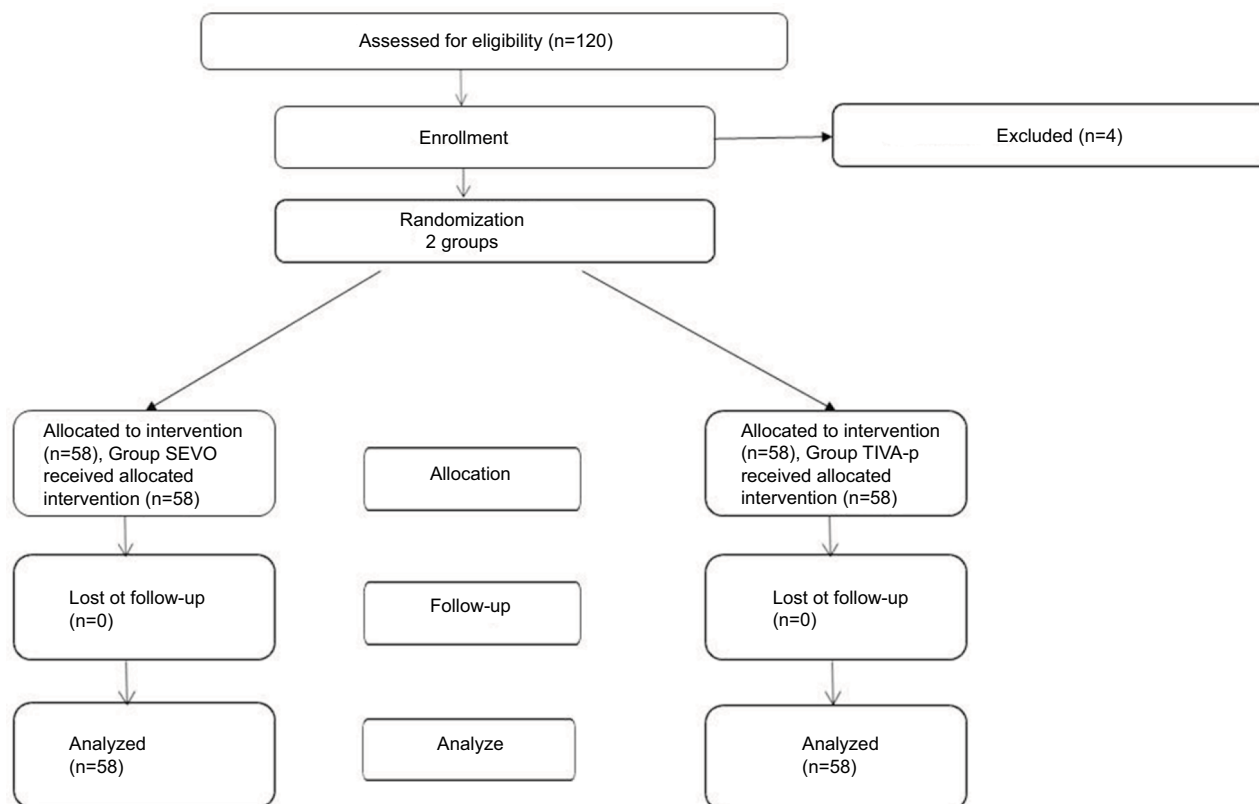 Assessed for eligibility (n=120)
Enrollment
Excluded (n=4)
Randomization
2 groups
Allocated to intervention
(n=58), Group SEVO
received allocated
intervention (n=58)
Allocation
Allocated to intervention
(n=58), Group TIVA-p
received allocated
intervention (n=58)
Lost ot follow-up
(n=0)
Follow-up
Lost ot follow-up
(n=0)
Analyzed
(n=58)
Analyze
Analyzed
(n=58)